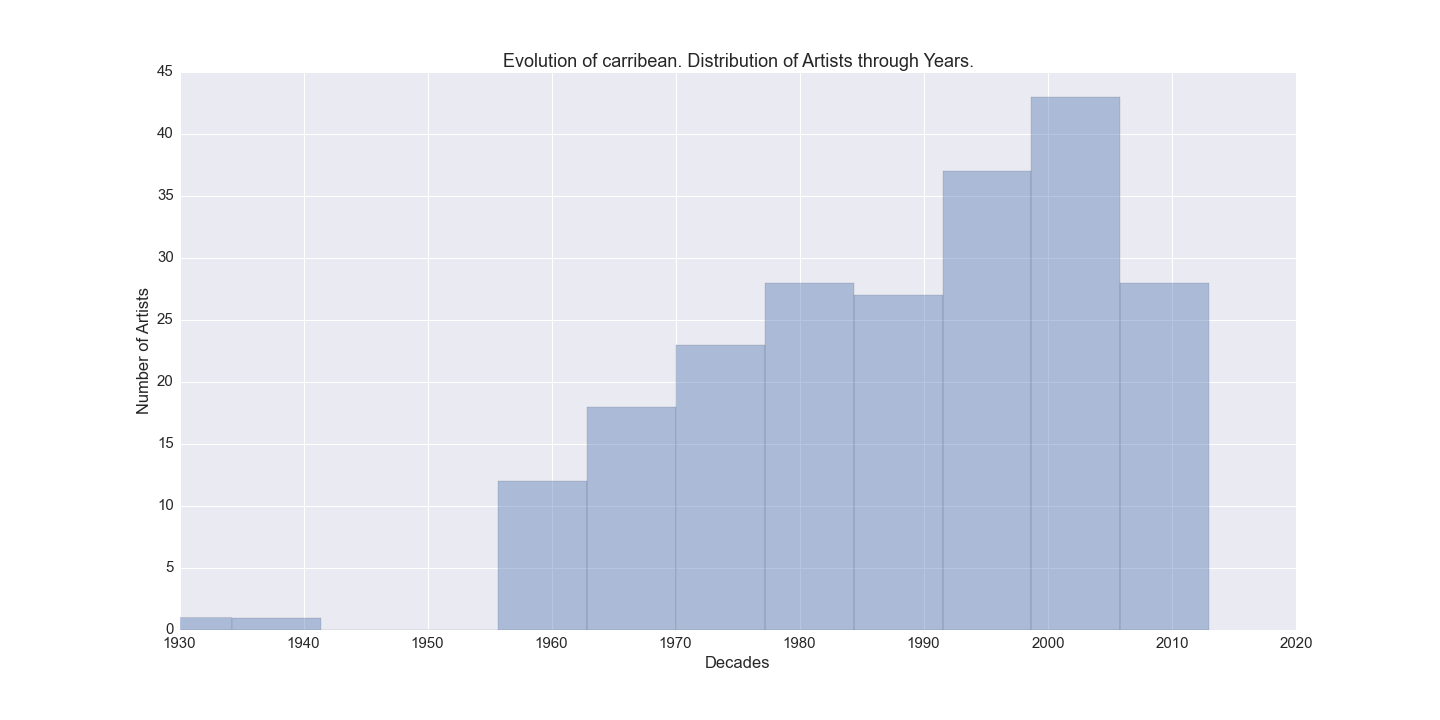 Evolution of carribean. Distribution of Artists through Years.
45
40
35
30
25
20
15
10
5
0
Number of Artists
1930 1940 1950 1960 1970 1980 1990 2000 2010 2020
Decades